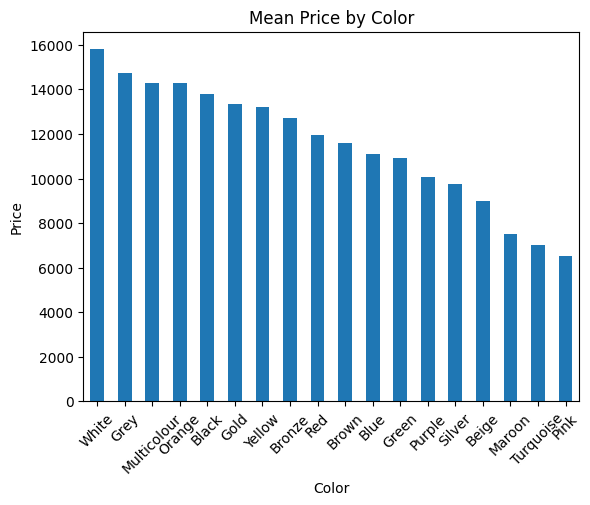 Mean Price by Color
Price
16000
14000
12000
10000
8000
6000
4000
2000
0
White
Grey
Multicolour
Orange
Black
Gold
Yellow
Bronze
Red
Brown
Blue
Green
Purple
Silver
Beige
Maroon
Turquoise
Pink
Color